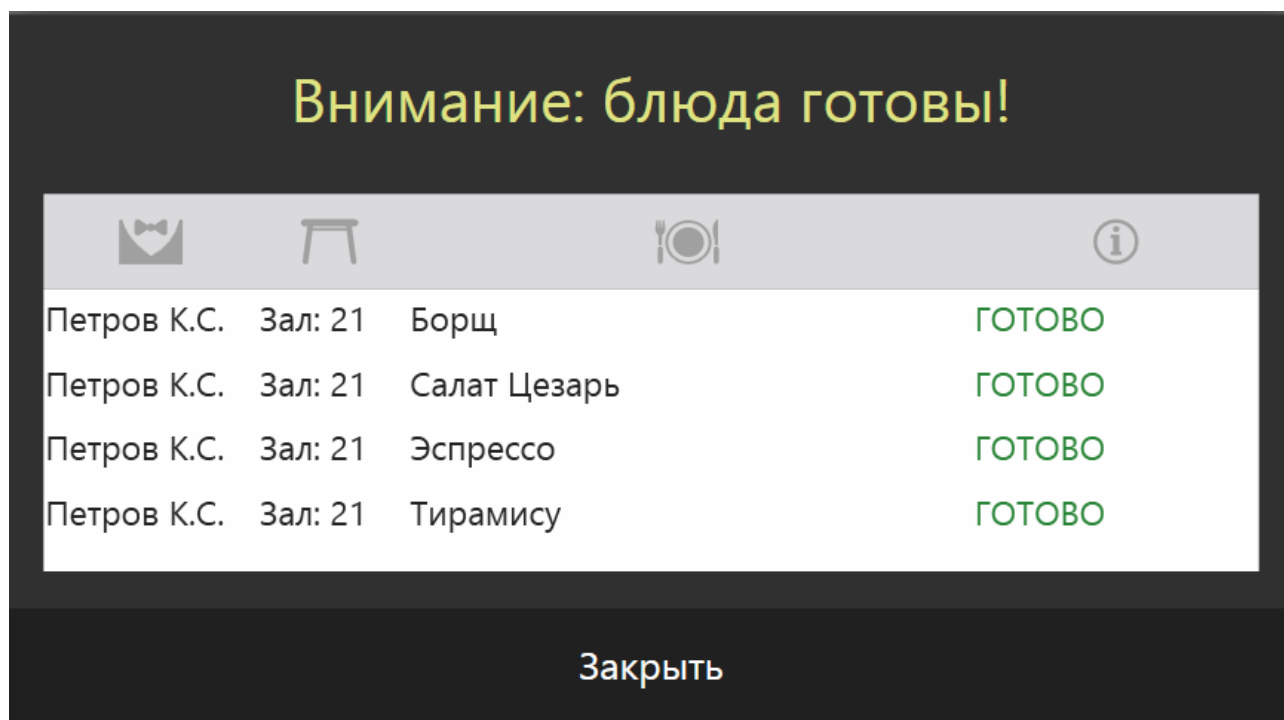 Внимание: блюда готовы!
Петров К.С. Зал: 21 Борщ ГОТОВО
Петров К.С. Зал: 21 Салат Цезарь ГОТОВО
Петров К.С. Зал: 21 Эспрессо ГОТОВО
Петров К.С. Зал: 21 Тирамису ГОТОВО
Закрыть